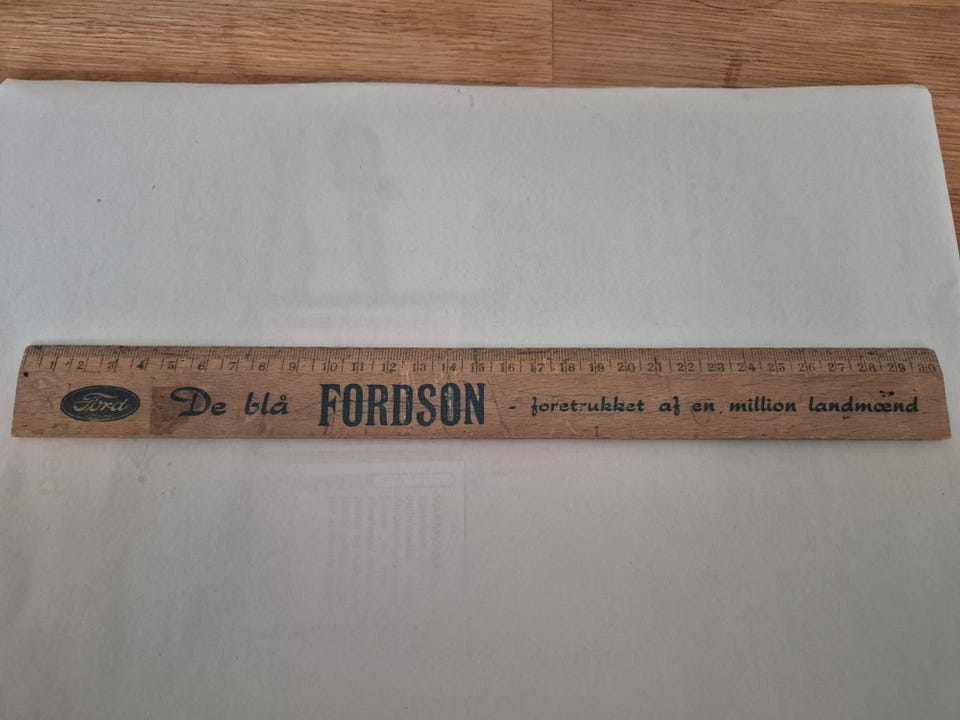 1 2 3 4 5 6 7 8 9 10 11 12 13 14 15 16 17 18 19 20 21 22 23 24 25 26 27 28 29 30
Ford De blå FORDSON - foretrukket af en million landmænd